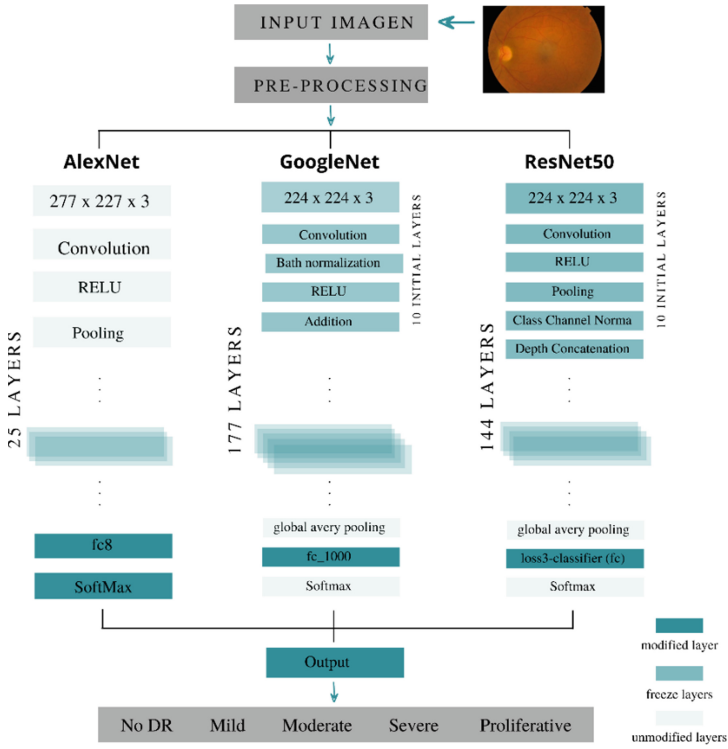 INPUT IMAGEN
PRE-PROCESSING
AlexNet
277 x 227 x 3
Convolution
RELU
Pooling
25 LAYERS
fc8
SoftMax
GoogleNet
224 x 224 x 3
Convolution
Bath normalization
RELU
Addition
10 INITIAL LAYERS
177 LAYERS
global avery pooling
fc_1000
Softmax
ResNet50
224 x 224 x 3
Convolution
RELU
Pooling
Class Channel Norma
Depth Concatenation
10 INITIAL LAYERS
144 LAYERS
global avery pooling
loss3-classifier (fc)
Softmax
Output
No DR Mild Moderate Severe Proliferative
modified layer
freeze layers
unmodified layers